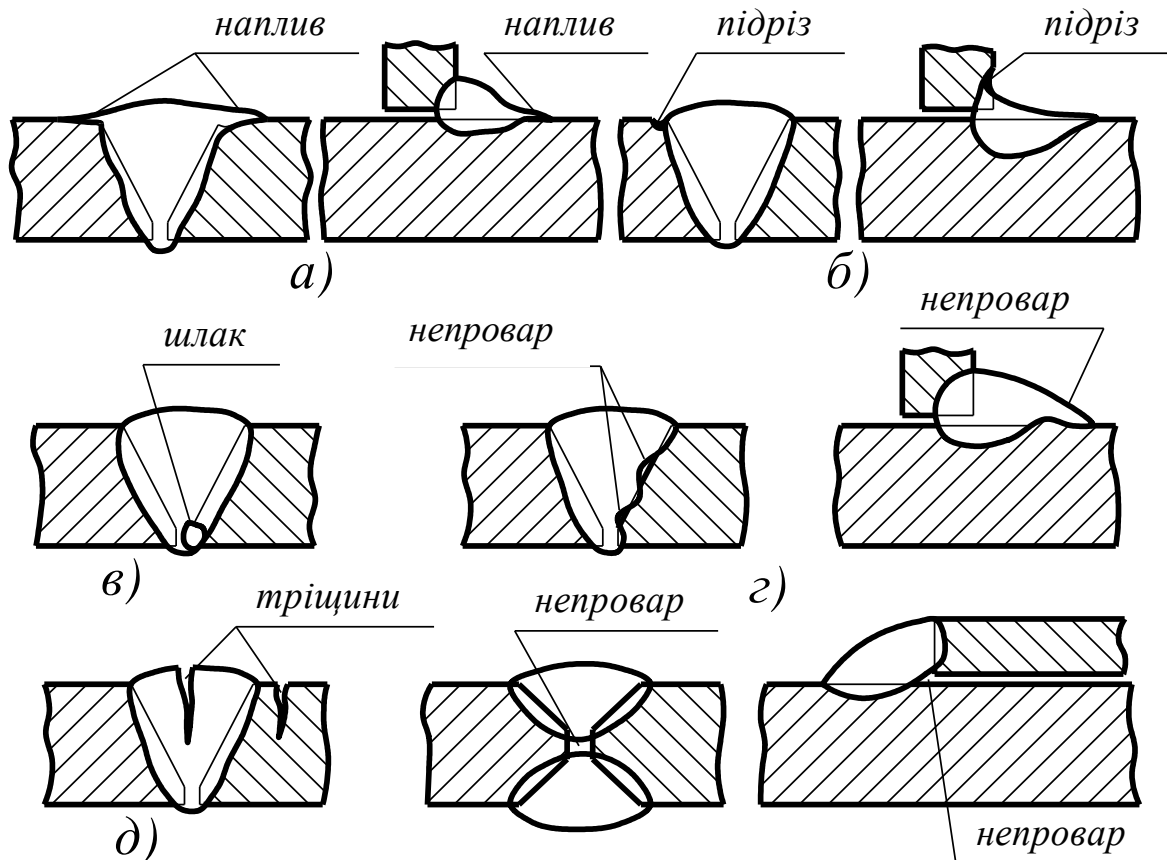 наплив
наплив
підріз
підріз
а)
б)
шлак
непровар
непровар
в)
г)
тріщини
непровар
д)
непровар